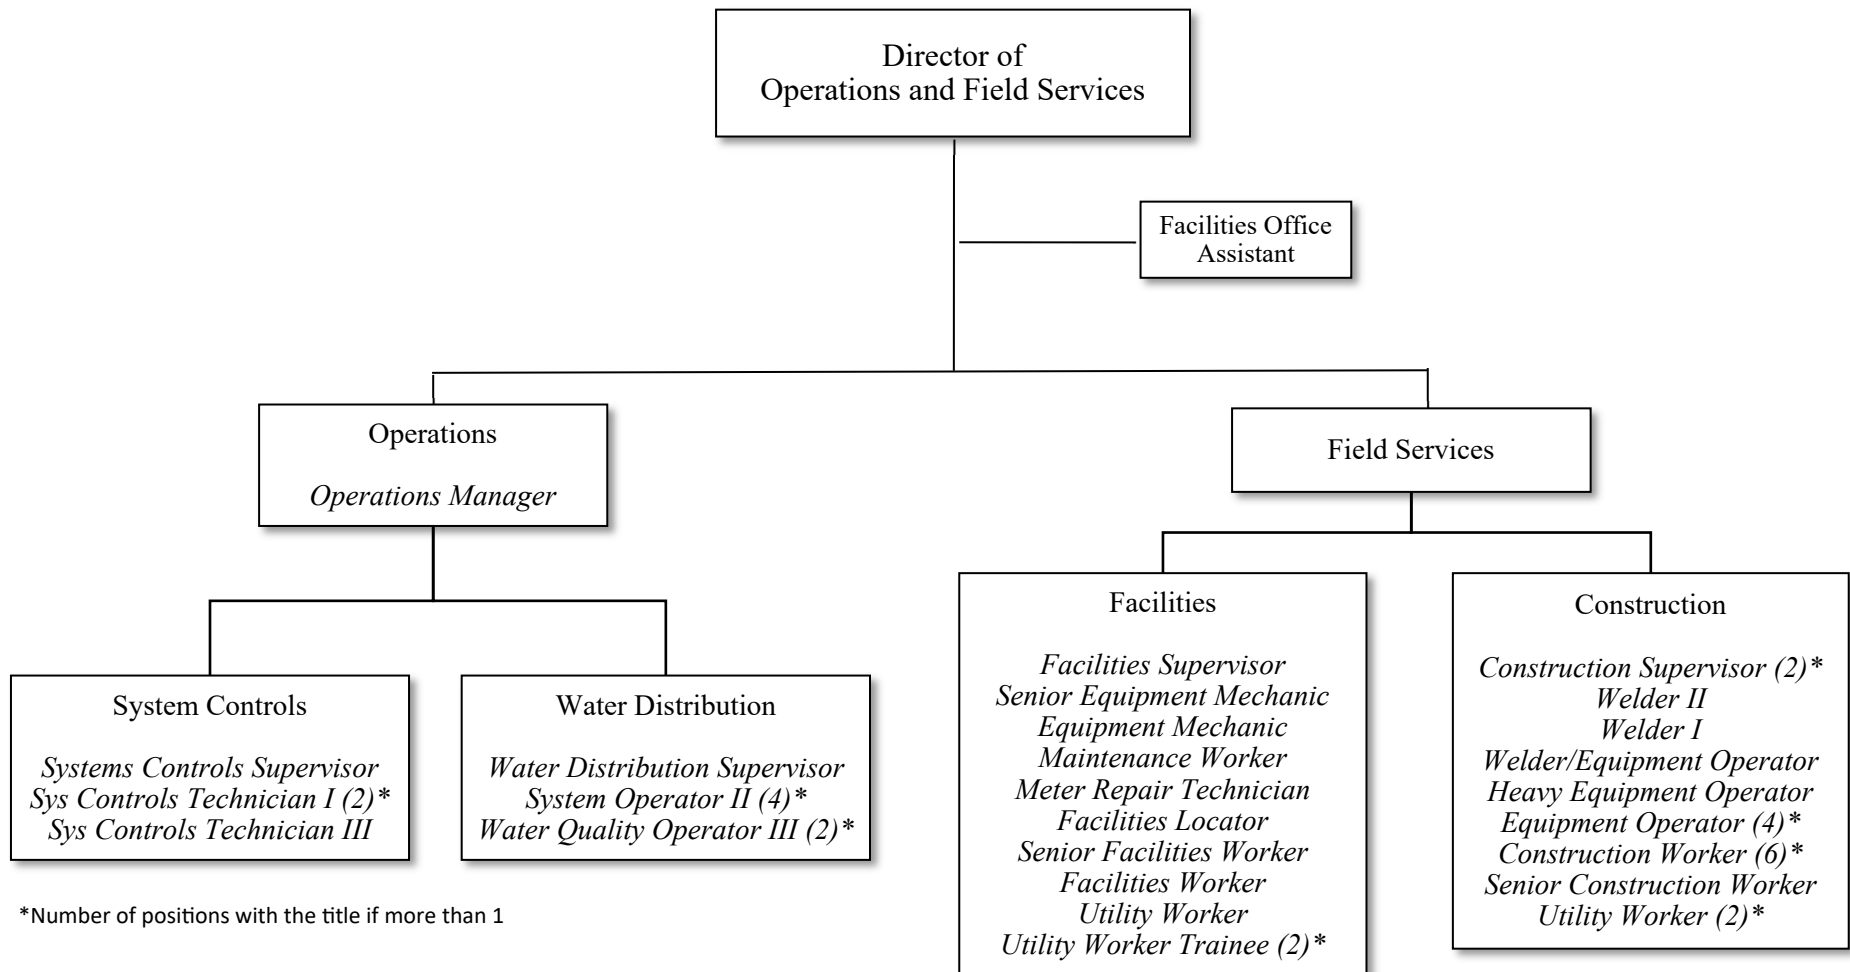 Director of
Operations and Field Services
Facilities Office
Assistant
Operations
Operations Manager
Field Services
System Controls
Systems Controls Supervisor
Sys Controls Technician I (2)*
Sys Controls Technician III
Water Distribution
Water Distribution Supervisor
System Operator II (4)*
Water Quality Operator III (2)*
Facilities
Facilities Supervisor
Senior Equipment Mechanic
Equipment Mechanic
Maintenance Worker
Meter Repair Technician
Facilities Locator
Senior Facilities Worker
Facilities Worker
Utility Worker
Utility Worker Trainee (2)*
Construction
Construction Supervisor (2)*
Welder II
Welder I
Welder/Equipment Operator
Heavy Equipment Operator
Equipment Operator (4)*
Construction Worker (6)*
Senior Construction Worker
Utility Worker (2)*
*Number of positions with the title if more than 1